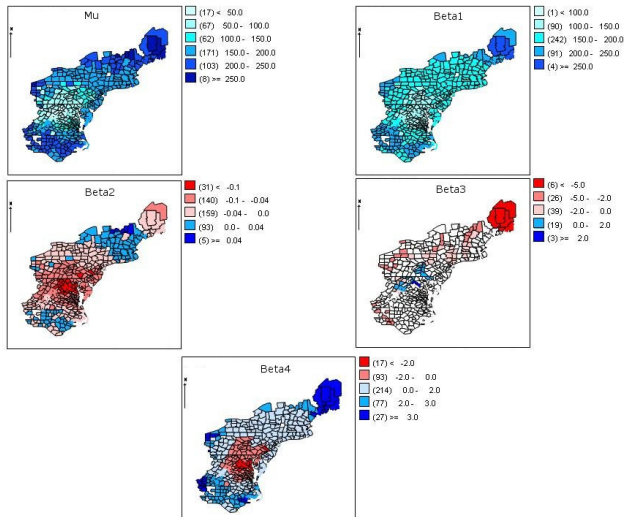 Mu
(17) < 50.0
(67) 50.0 - 100.0
(62) 100.0 - 150.0
(171) 150.0 - 200.0
(103) 200.0 - 250.0
(8) >= 250.0
Beta1
(1) < 100.0
(90) 100.0 - 150.0
(242) 150.0 - 200.0
(91) 200.0 - 250.0
(4) >= 250.0
Beta2
(31) < -0.1
(140) -0.1 - -0.04
(159) -0.04 - 0.0
(93) 0.0 - 0.04
(5) >= 0.04
Beta3
(6) < -5.0
(26) -5.0 - -2.0
(39) -2.0 - 0.0
(19) 0.0 - 2.0
(3) >= 2.0
Beta4
(17) < -2.0
(93) -2.0 - 0.0
(214) 0.0 - 2.0
(77) 2.0 - 3.0
(27) >= 3.0